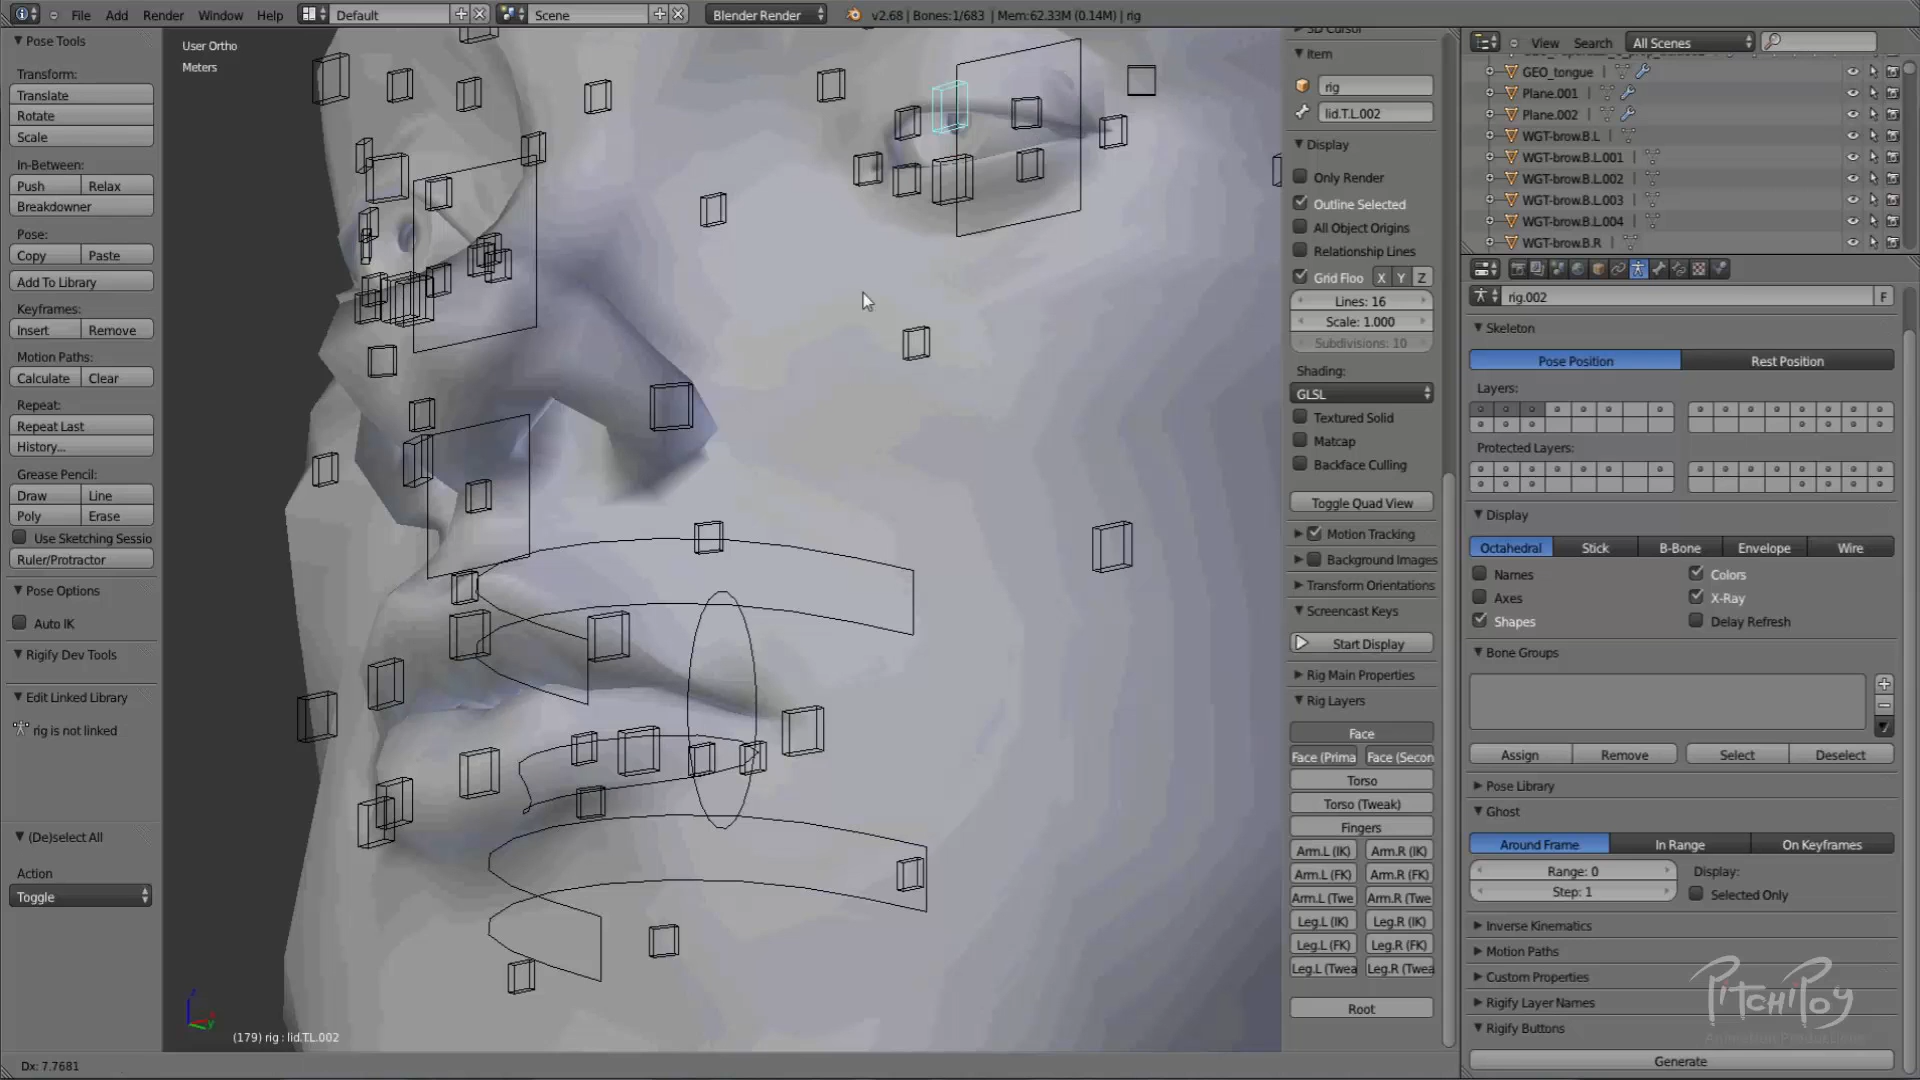 File Add Render Window Help Default Scene Blender Render v2.68 | Bones:1/683 | Mem:62.33M (0.14M) | rig
Pose Tools
Transform:
Translate
Rotate
Scale
In-Between:
Push Relax
Breakdowner
Pose:
Copy Paste
Add To Library
Keyframes:
Insert Remove
Motion Paths:
Calculate Clear
Repeat:
Repeat Last
History...
Grease Pencil:
Draw Line
Poly Erase
Use Sketching Sessio
Ruler/Protractor
Pose Options
Auto IK
Rigify Dev Tools
Edit Linked Library
rig is not linked
(De)select All
Action
Toggle
Dx: 7.7681
User Ortho
Meters
z
x
y
(179) rig : lid.T.L.002
3D Cursor
Item
rig
lid.T.L.002
Display
Only Render
Outline Selected
All Object Origins
Relationship Lines
Grid Floo X Y Z
Lines: 16
Scale: 1.000
Subdivisions: 10
Shading:
GLSL
Textured Solid
Matcap
Backface Culling
Toggle Quad View
Motion Tracking
Background Images
Transform Orientations
Screencast Keys
Start Display
Rig Main Properties
Rig Layers
Face
Face (Prima Face (Secon
Torso
Torso (Tweak)
Fingers
Arm.L (IK) Arm.R (IK)
Arm.L (FK) Arm.R (FK)
Arm.L (Twe Arm.R (Twe
Leg.L (IK) Leg.R (IK)
Leg.L (FK) Leg.R (FK)
Leg.L (Twea Leg.R (Twea
Root
View Search All Scenes
GEO_tongue
Plane.001
Plane.002
WGT-brow.B.L
WGT-brow.B.L.001
WGT-brow.B.L.002
WGT-brow.B.L.003
WGT-brow.B.L.004
WGT-brow.B.R
rig.002 F
Skeleton
Pose Position Rest Position
Layers:
Protected Layers:
Display
Octahedral Stick B-Bone Envelope Wire
Names Colors
Axes X-Ray
Shapes Delay Refresh
Bone Groups
Assign Remove Select Deselect
Pose Library
Ghost
Around Frame In Range On Keyframes
Range: 0 Display:
Step: 1 Selected Only
Inverse Kinematics
Motion Paths
Custom Properties
Rigify Layer Names
Rigify Buttons
Generate
PitchiPoy
Animation Productions